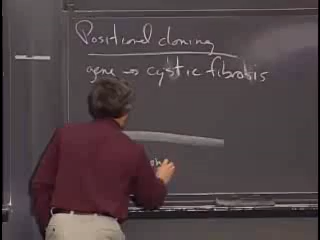 Positional cloning
gene → cystic fibrosis